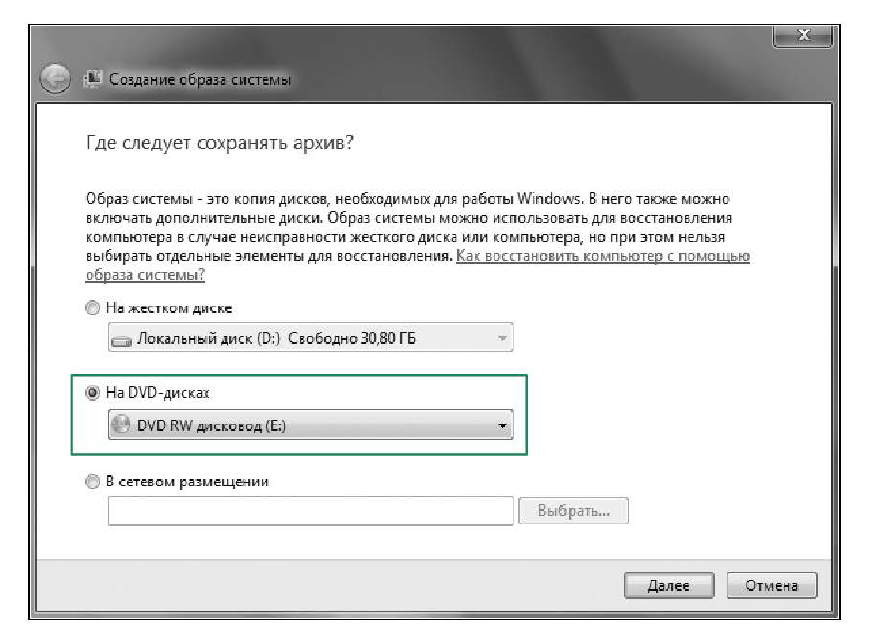 X
Создание образа системы
Где следует сохранять архив?
Образ системы - это копия дисков, необходимых для работы Windows. В него также можно
включать дополнительные диски. Образ системы можно использовать для восстановления
компьютера в случае неисправности жесткого диска или компьютера, но при этом нельзя
выбирать отдельные элементы для восстановления. Как восстановить компьютер с помощью
образа системы?
На жестком диске
Локальный диск (D:) Свободно 30,80 ГБ
На DVD-дисках
DVD RW дисковод (E:)
В сетевом размещении
Выбрать...
Далее Отмена